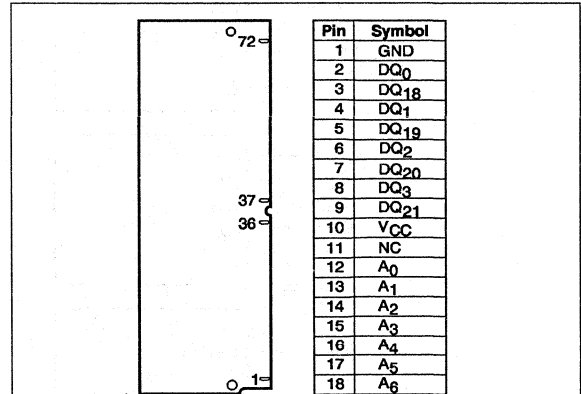 72
37
36
1
Pin Symbol
1 GND
2 DQ0
3 DQ18
4 DQ1
5 DQ19
6 DQ2
7 DQ20
8 DQ3
9 DQ21
10 VCC
11 NC
12 A0
13 A1
14 A2
15 A3
16 A4
17 A5
18 A6